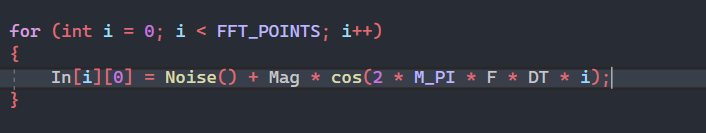 for (int i = 0; i < FFT_POINTS; i++)
{
    In[i][0] = Noise() + Mag * cos(2 * M_PI * F * DT * i);
}